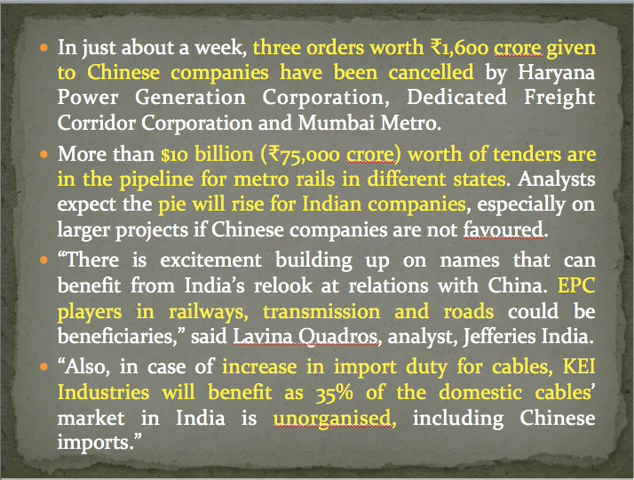 • In just about a week, three orders worth ₹1,600 crore given
to Chinese companies have been cancelled by Haryana
Power Generation Corporation, Dedicated Freight
Corridor Corporation and Mumbai Metro.
• More than $10 billion (₹75,000 crore) worth of tenders are
in the pipeline for metro rails in different states. Analysts
expect the pie will rise for Indian companies, especially on
larger projects if Chinese companies are not favoured.
• “There is excitement building up on names that can
benefit from India’s relook at relations with China. EPC
players in railways, transmission and roads could be
beneficiaries,” said Lavina Quadros, analyst, Jefferies India.
• “Also, in case of increase in import duty for cables, KEI
Industries will benefit as 35% of the domestic cables’
market in India is unorganised, including Chinese
imports.”